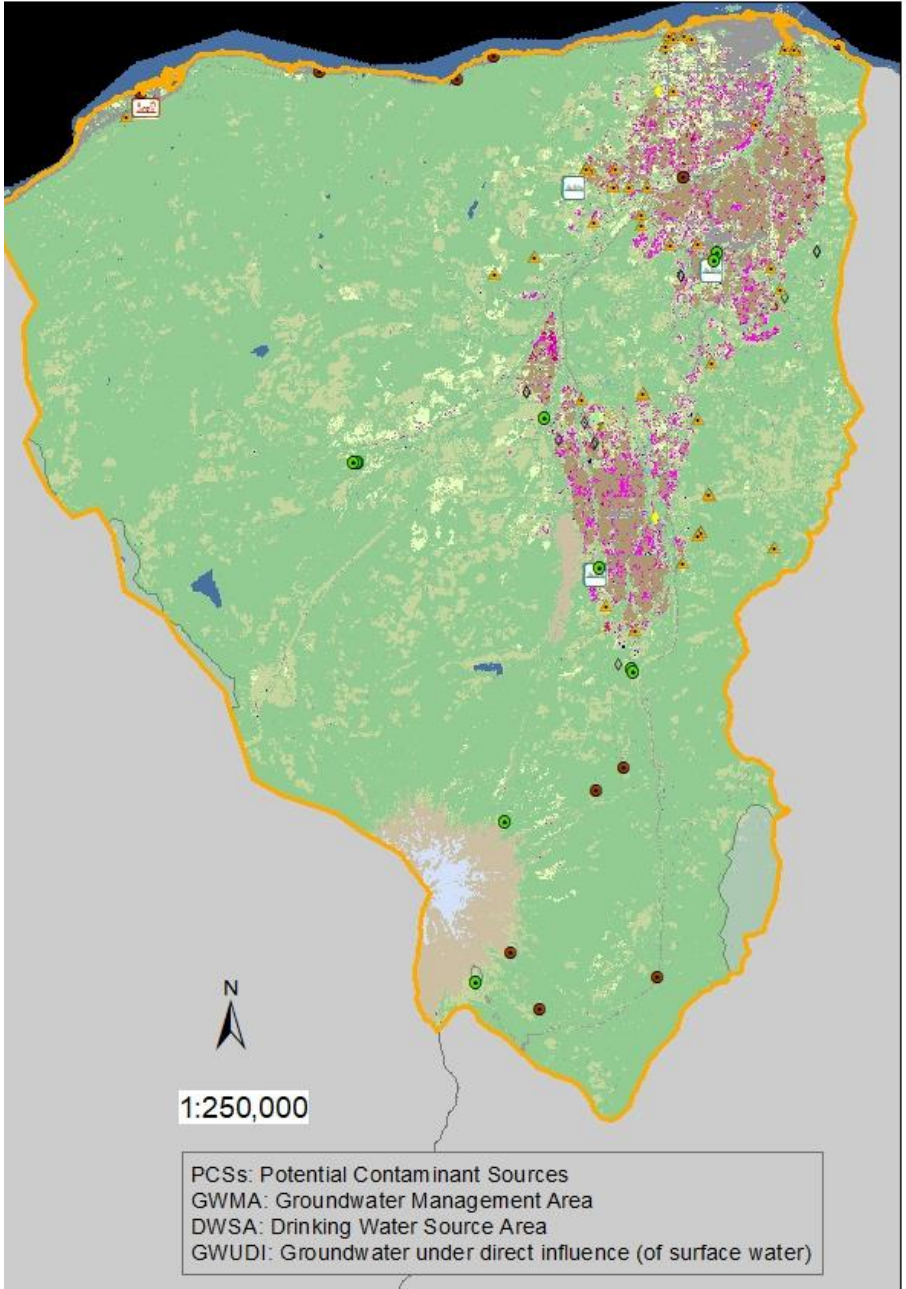 N
1:250,000
PCSs: Potential Contaminant Sources
GWMA: Groundwater Management Area
DWSA: Drinking Water Source Area
GWUDI: Groundwater under direct influence (of surface water)